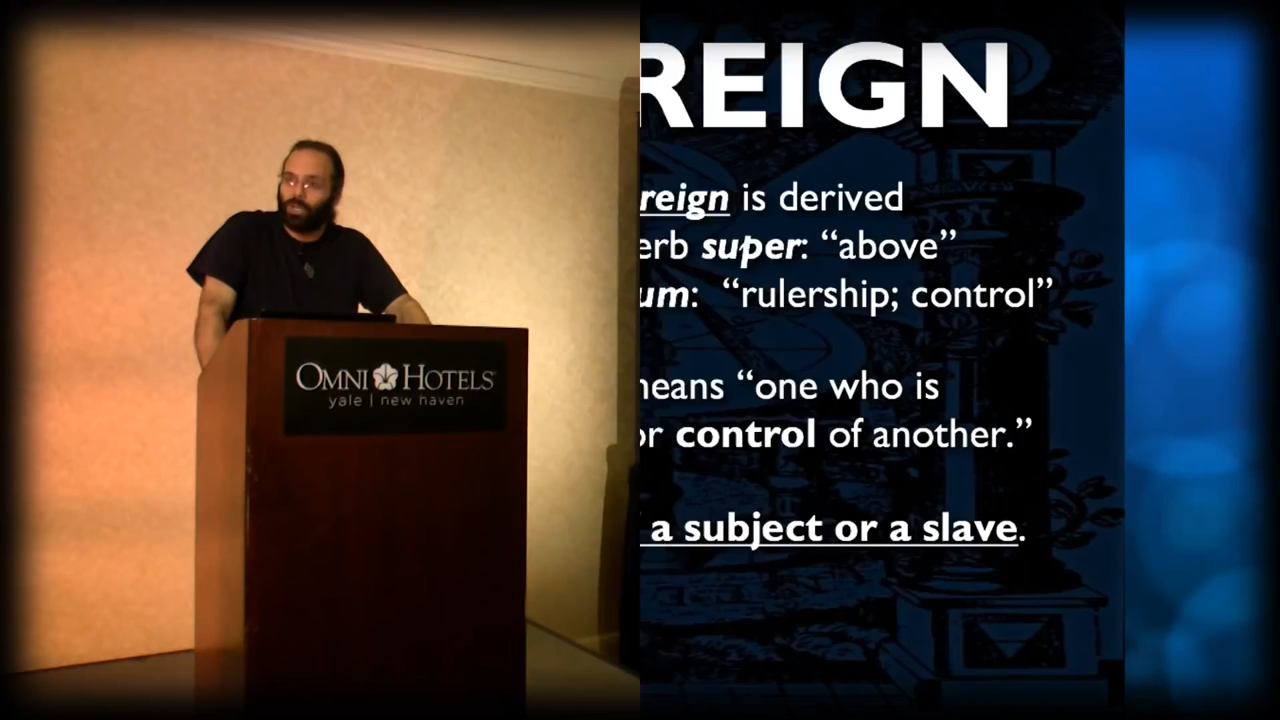 OMNI HOTELS
yale | new haven
REIGN
reign is derived
erb super: “above”
um: “rulership; control”
neans “one who is
or control of another.”
a subject or a slave.